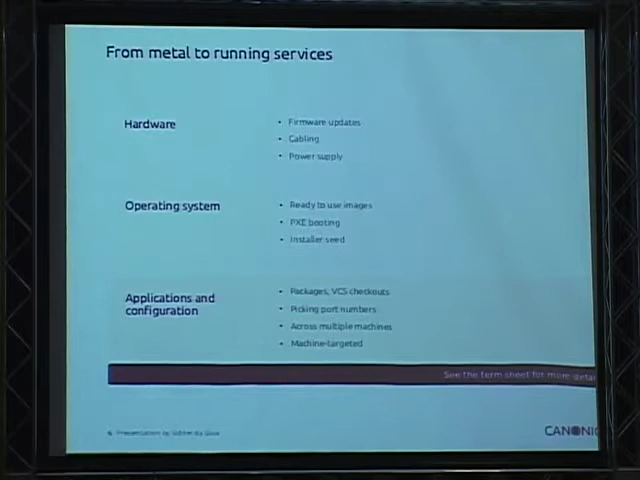 From metal to running services
Hardware
• Firmware updates
• Cabling
• Power supply
Operating system
• Ready to use images
• PXE booting
• Installer seed
Applications and
configuration
• Packages, VCS checkouts
• Picking port numbers
• Across multiple machines
• Machine-targeted
See the term sheet for more detai
Presentation by
CANONIC